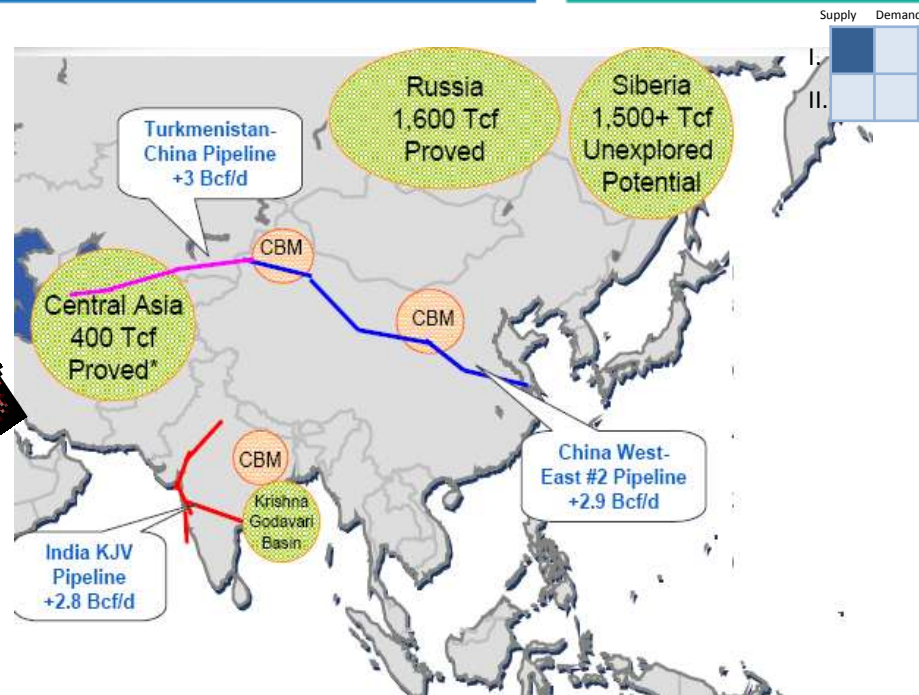 Supply Demand
I.
II.
Russia
1,600 Tcf
Proved
Siberia
1,500+ Tcf
Unexplored
Potential
Turkmenistan-
China Pipeline
+3 Bcf/d
CBM
Central Asia
400 Tcf
Proved*
CBM
CBM
Krishna
Godavari
Basin
China West-
East #2 Pipeline
+2.9 Bcf/d
India KJV
Pipeline
+2.8 Bcf/d